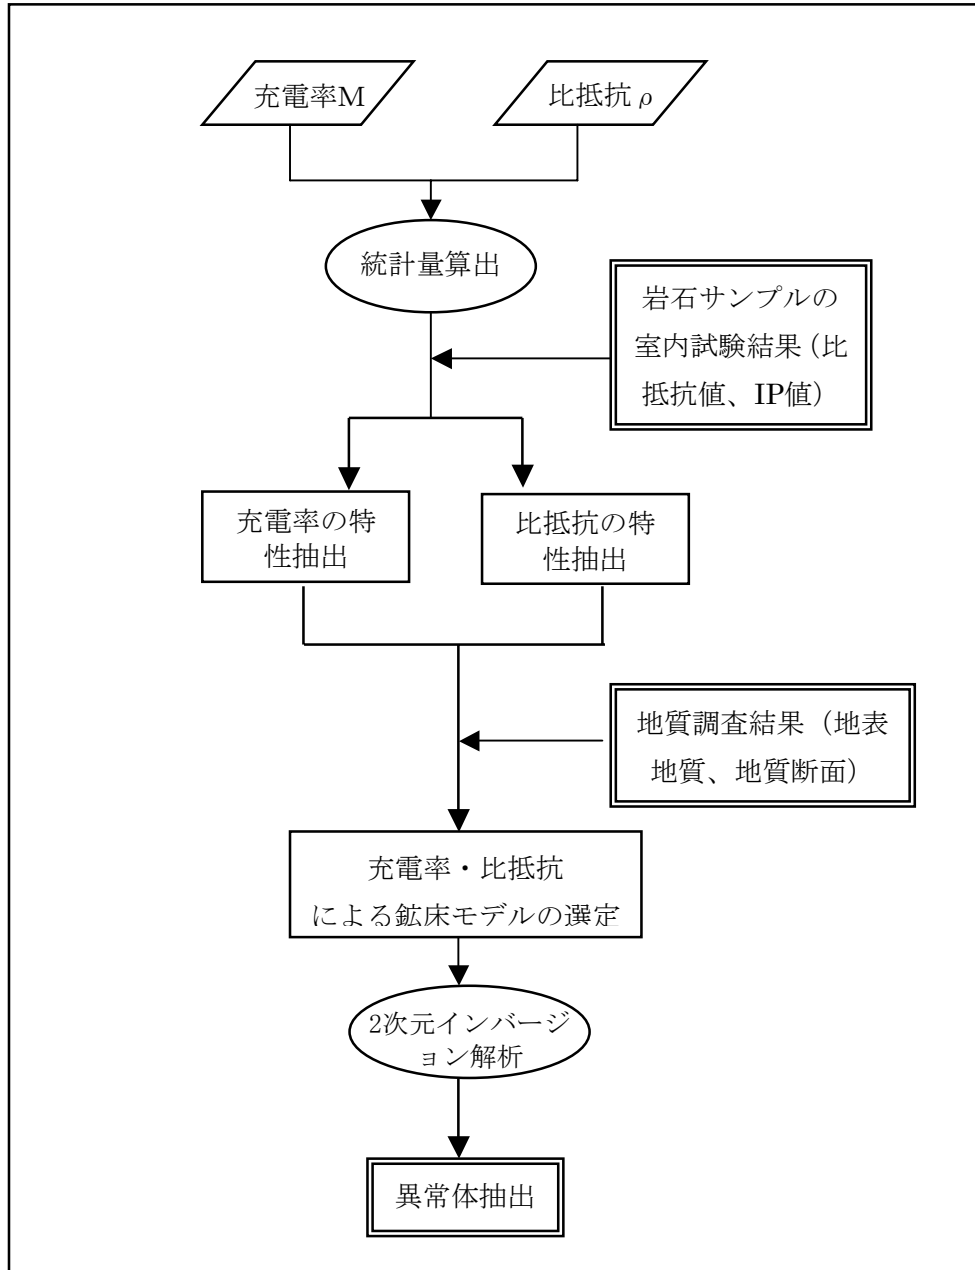 充電率M
比抵抗ρ
統計量算出
岩石サンプルの
室内試験結果（比
抵抗値、IP値）
充電率の特
性抽出
比抵抗の特
性抽出
地質調査結果（地表
地質、地質断面）
充電率・比抵抗
による鉱床モデルの選定
2次元インバージ
ョン解析
異常体抽出